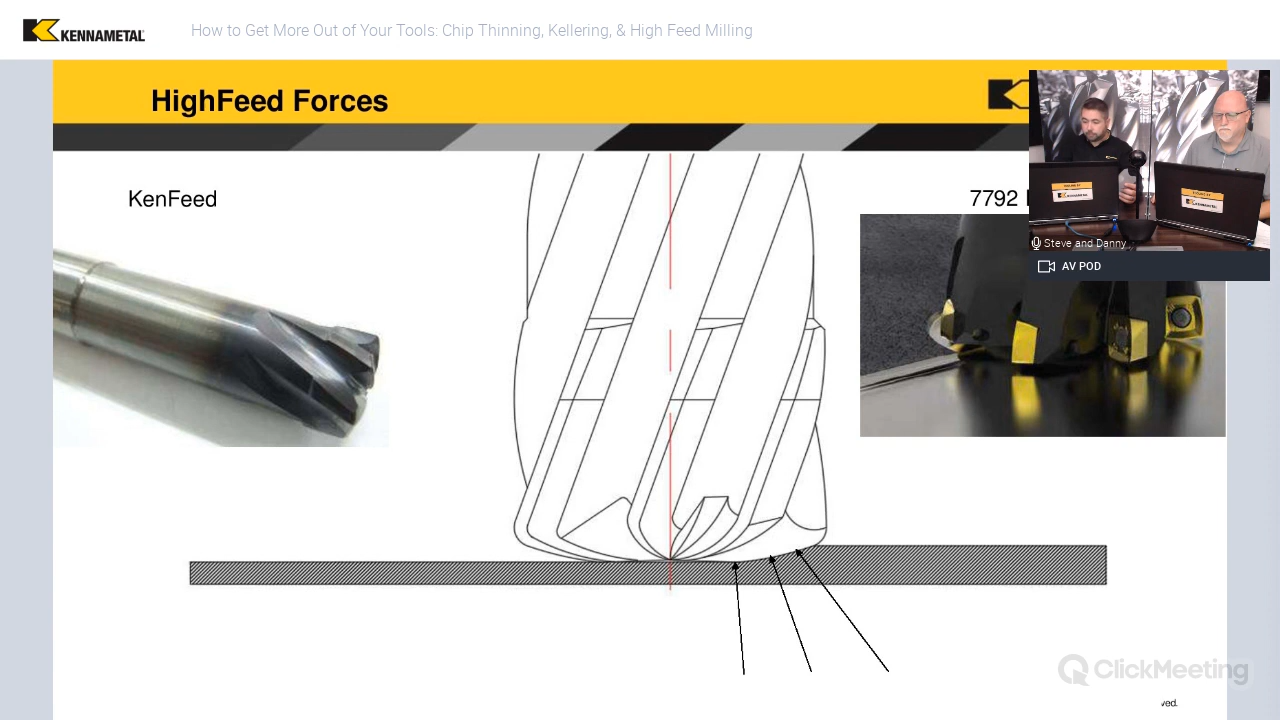 KENNAMETAL
How to Get More Out of Your Tools: Chip Thinning, Kellering, & High Feed Milling
HighFeed Forces
KenFeed
7792
Steve and Danny
AV POD
ClickMeeting
ved.